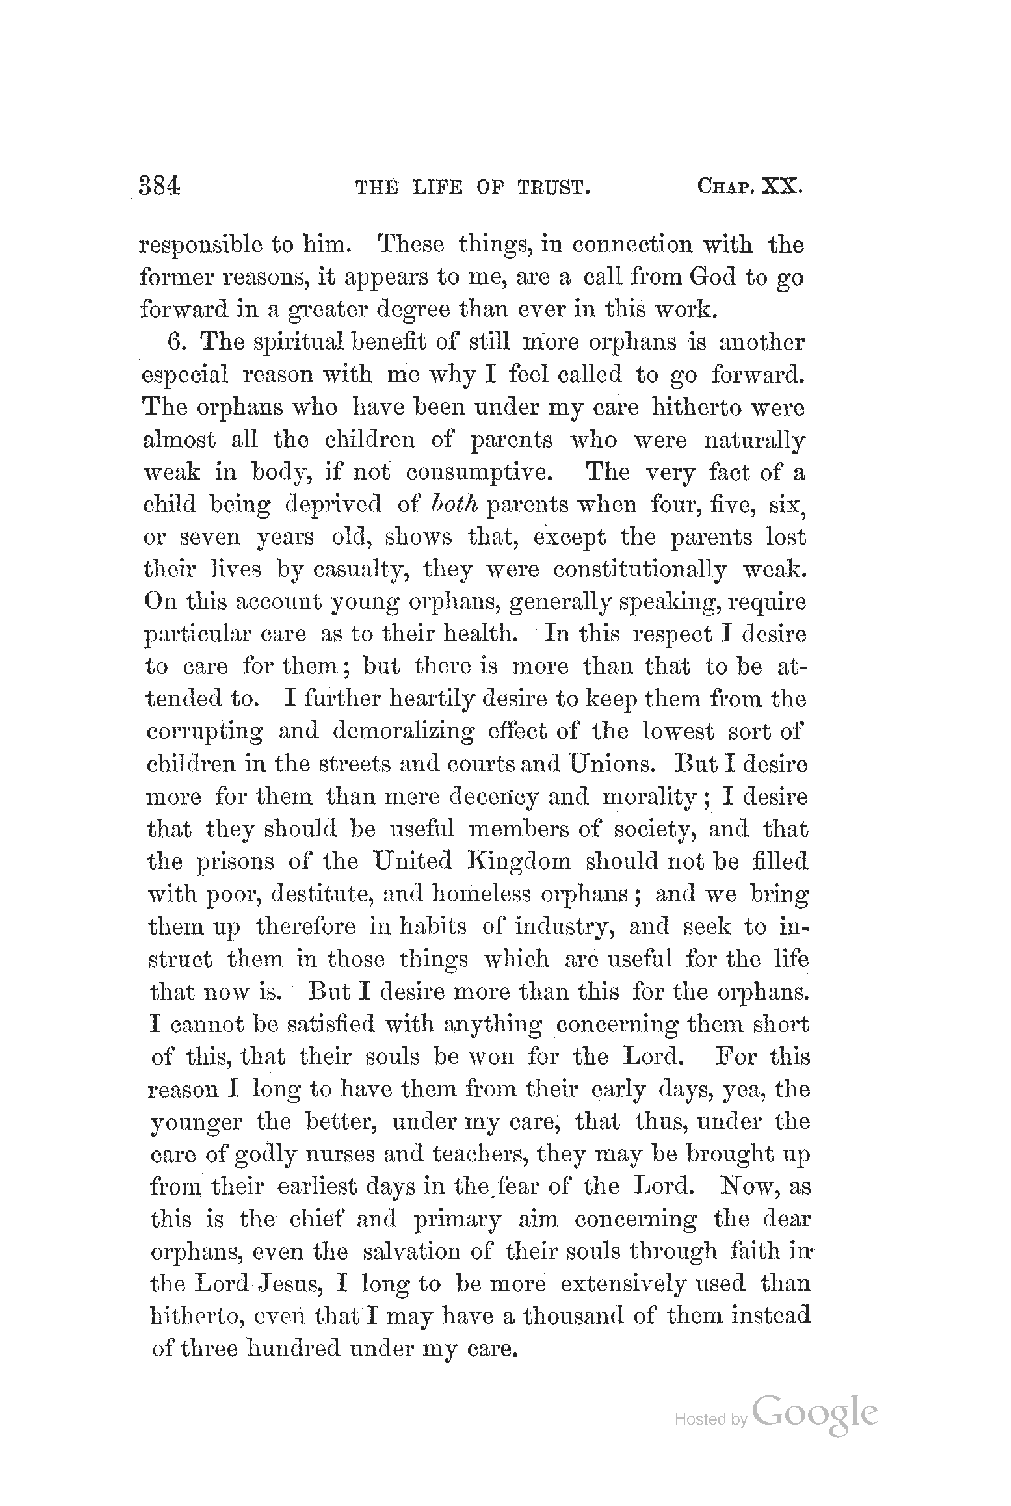 384 THE LIFE OF TRUST. CHAP. XX.
responsible to him. These things, in connection with the
former reasons, it appears to me, are a call from God to go
forward in a greater degree than ever in this work.
6. The spiritual benefit of still more orphans is another
especial reason with me why I feel called to go forward.
The orphans who have been under my care hitherto were
almost all the children of parents who were naturally
weak in body, if not consumptive. The very fact of a
child being deprived of both parents when four, five, six,
or seven years old, shows that, except the parents lost
their lives by casualty, they were constitutionally weak.
On this account young orphans, generally speaking, require
particular care as to their health. In this respect I desire
to care for them; but there is more than that to be at-
tended to. I further heartily desire to keep them from the
corrupting and demoralizing effect of the lowest sort of
children in the streets and courts and Unions. But I desire
more for them than mere decency and morality; I desire
that they should be useful members of society, and that
the prisons of the United Kingdom should not be filled
with poor, destitute, and homeless orphans; and we bring
them up therefore in habits of industry, and seek to in-
struct them in those things which are useful for the life
that now is. But I desire more than this for the orphans.
I cannot be satisfied with anything concerning them short
of this, that their souls be won for the Lord. For this
reason I long to have them from their early days, yea, the
younger the better, under my care, that thus, under the
care of godly nurses and teachers, they may be brought up
from their earliest days in the fear of the Lord. Now, as
this is the chief and primary aim concerning the dear
orphans, even the salvation of their souls through faith in
the Lord Jesus, I long to be more extensively used than
hitherto, even that I may have a thousand of them instead
of three hundred under my care.
Hosted by Google